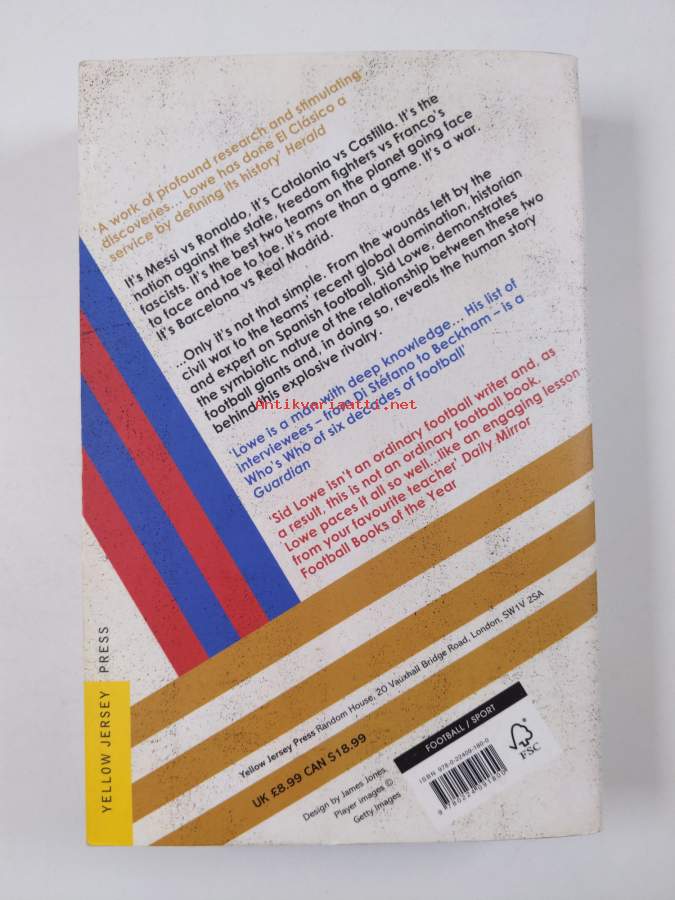 'A work of profound research and stimulating
discoveries... Lowe has done El Clásico a
service by defining its history' Herald
It's Messi vs Ronaldo, it's Catalonia vs Castilla. It's the
nation against the state, freedom fighters vs Franco's
fascists. It's the best two teams on the planet going face
to face and toe to toe. It's more than a game. It's a war.
It's Barcelona vs Real Madrid.
...Only it's not that simple. From the wounds left by the
civil war to the teams' recent global domination, historian
and expert on Spanish football, Sid Lowe, demonstrates
the symbiotic nature of the relationship between these two
football giants and, in doing so, reveals the human story
behind this explosive rivalry.
'Lowe is a man with deep knowledge... His list of
interviewees – from Di Stéfano to Beckham – is a
Who's Who of six decades of football'
Guardian
Antikvariaatti.net
'Sid Lowe isn't an ordinary football writer and, as
a result, this is not an ordinary football book.
Lowe paces it all so well...like an engaging lesson
from your favourite teacher' Daily Mirror
Football Books of the Year
YELLOW JERSEY PRESS
Yellow Jersey Press Random House, 20 Vauxhall Bridge Road, London, SW1V 2SA
UK £8.99 CAN $18.99
Design by James Jones
Player images ©
Getty Images
FOOTBALL / SPORT
ISBN 978-0-22409-180-0
9 780224 091800
FSC